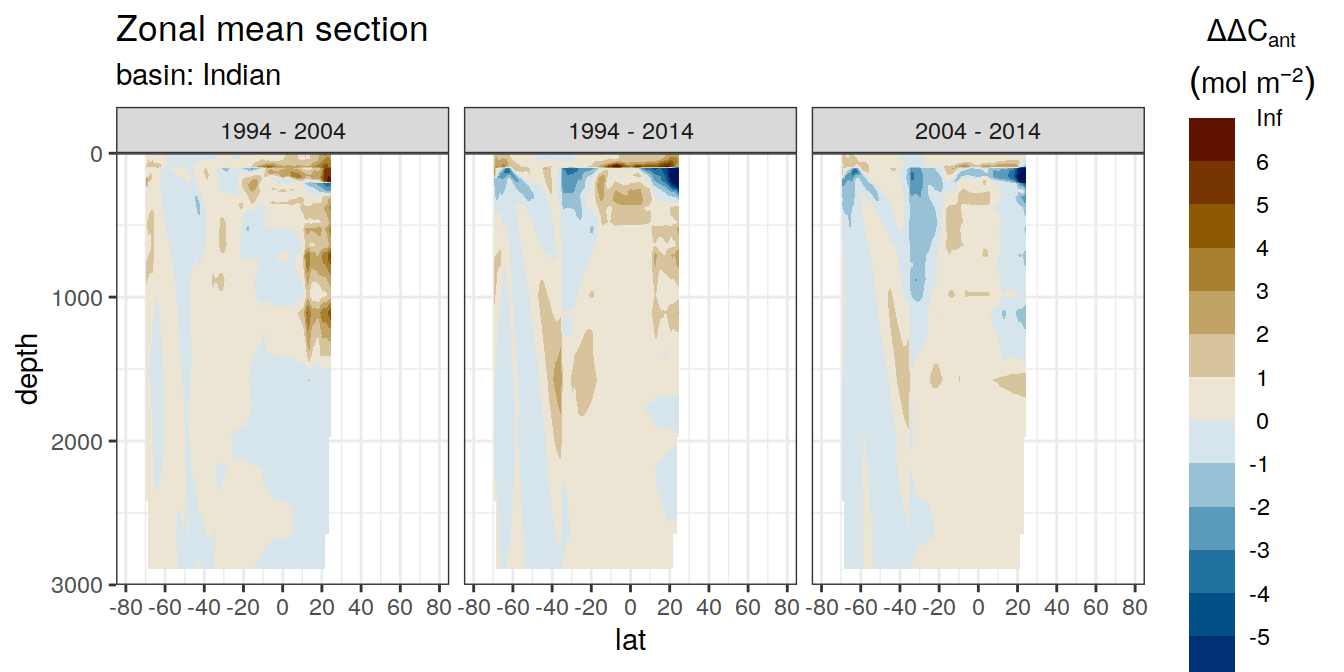 Zonal mean section
basin: Indian
1994 - 2004
1994 - 2014
2004 - 2014
depth
0
1000
2000
3000
-80 -60 -40 -20 0 20 40 60 80
-80 -60 -40 -20 0 20 40 60 80
-80 -60 -40 -20 0 20 40 60 80
lat
ΔΔCant
(mol m⁻²)
Inf
6
5
4
3
2
1
0
-1
-2
-3
-4
-5